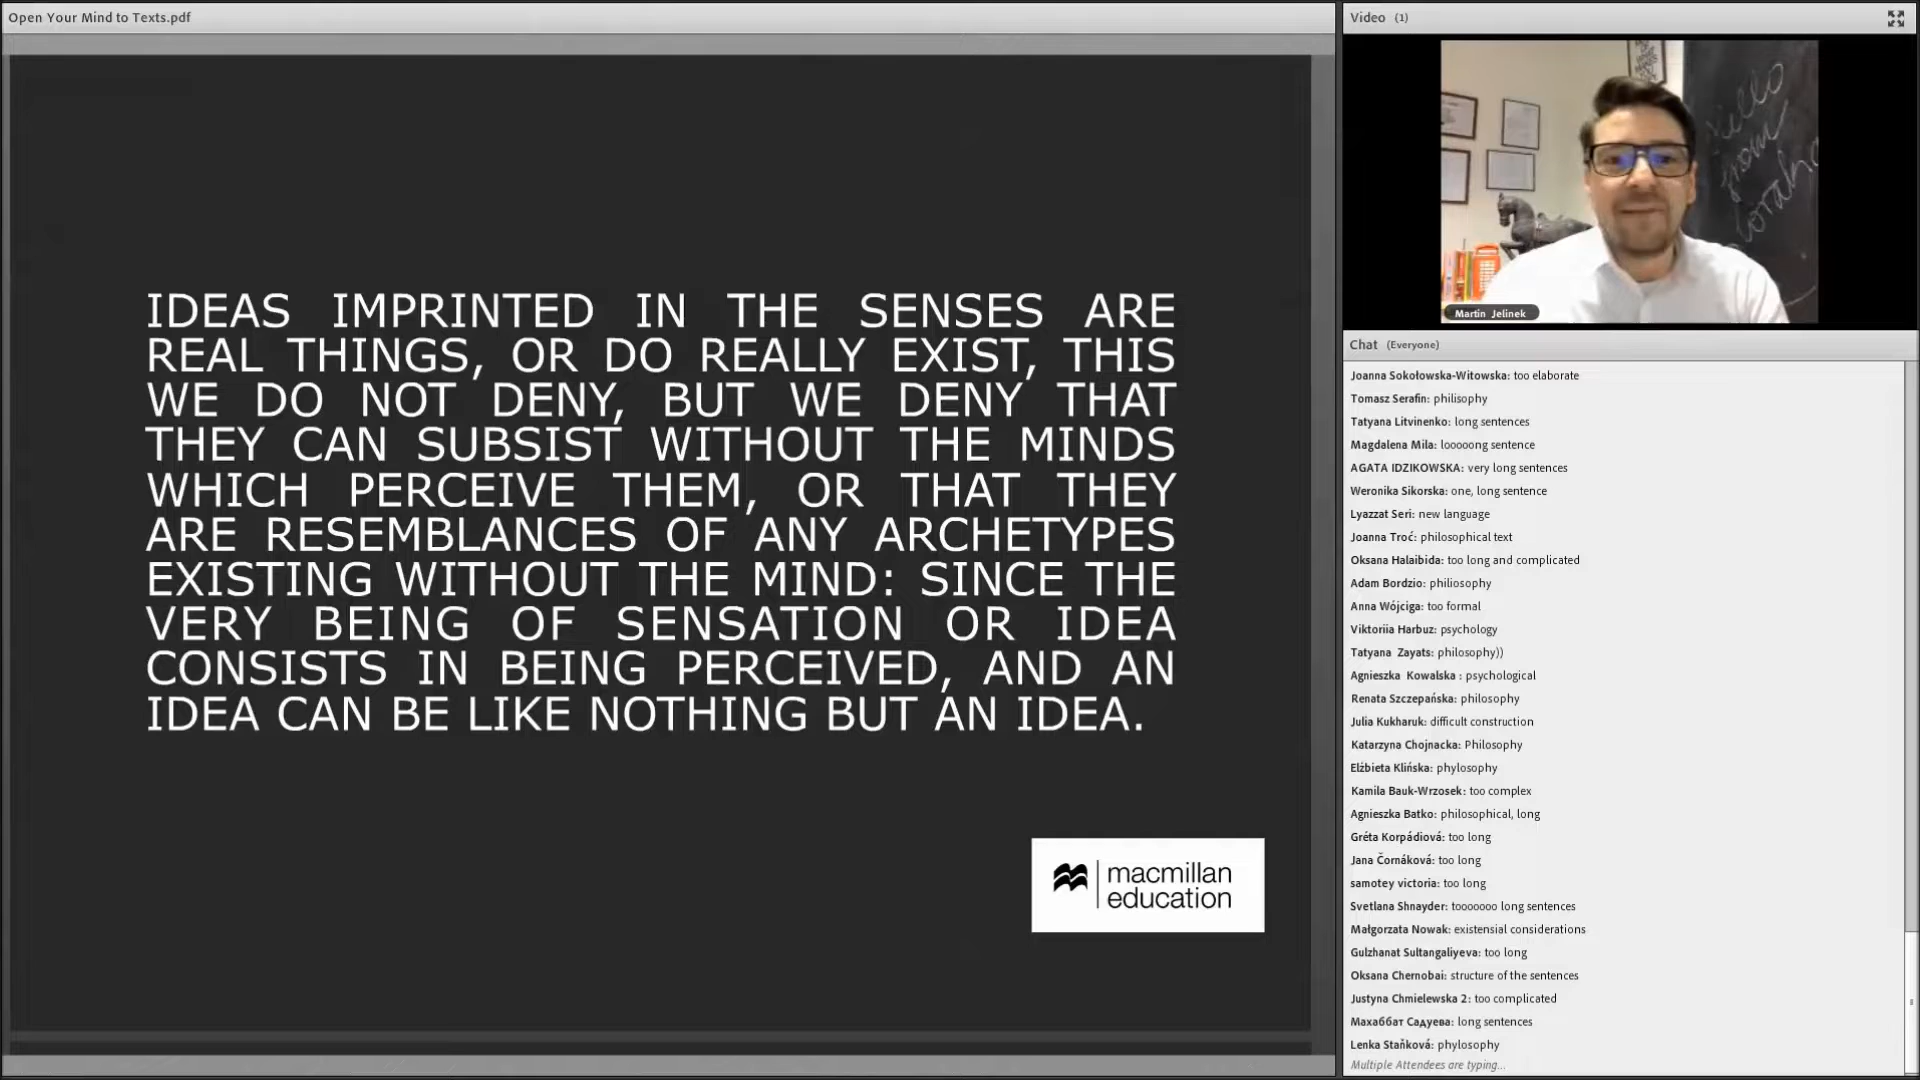 Open Your Mind to Texts.pdf
IDEAS IMPRINTED IN THE SENSES ARE
REAL THINGS, OR DO REALLY EXIST, THIS
WE DO NOT DENY, BUT WE DENY THAT
THEY CAN SUBSIST WITHOUT THE MINDS
WHICH PERCEIVE THEM, OR THAT THEY
ARE RESEMBLANCES OF ANY ARCHETYPES
EXISTING WITHOUT THE MIND: SINCE THE
VERY BEING OF SENSATION OR IDEA
CONSISTS IN BEING PERCEIVED, AND AN
IDEA CAN BE LIKE NOTHING BUT AN IDEA.
macmillan
education
Video (1)
Hello
from
Martin Jelinek
Chat (Everyone)
Joanna Sokołowska-Witowska: too elaborate
Tomasz Serafin: philisophy
Tatyana Litvinenko: long sentences
Magdalena Mila: looooong sentence
AGATA IDZIKOWSKA: very long sentences
Weronika Sikorska: one, long sentence
Lyazzat Seri: new language
Joanna Troć: philosophical text
Oksana Halaibida: too long and complicated
Adam Bordzio: philiosophy
Anna Wójciga: too formal
Viktoriia Harbuz: psychology
Tatyana Zayats: philosophy))
Agnieszka Kowalska : psychological
Renata Szczepańska: philosophy
Julia Kukharuk: difficult construction
Katarzyna Chojnacka: Philosophy
Elżbieta Klińska: phylosophy
Kamila Bauk-Wrzosek: too complex
Agnieszka Batko: philosophical, long
Gréta Korpádiová: too long
Jana Čornáková: too long
samotey victoria: too long
Svetlana Shnayder: tooooooo long sentences
Małgorzata Nowak: existensial considerations
Gulzhanat Sultangaliyeva: too long
Oksana Chernobai: structure of the sentences
Justyna Chmielewska 2: too complicated
Махаббат Садуева: long sentences
Lenka Staňková: phylosophy
Multiple Attendees are typing...